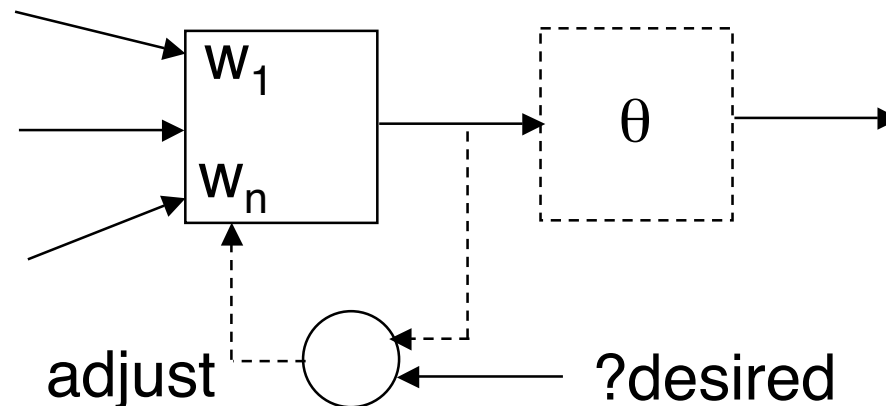 w₁
θ
wₙ
adjust
?desired